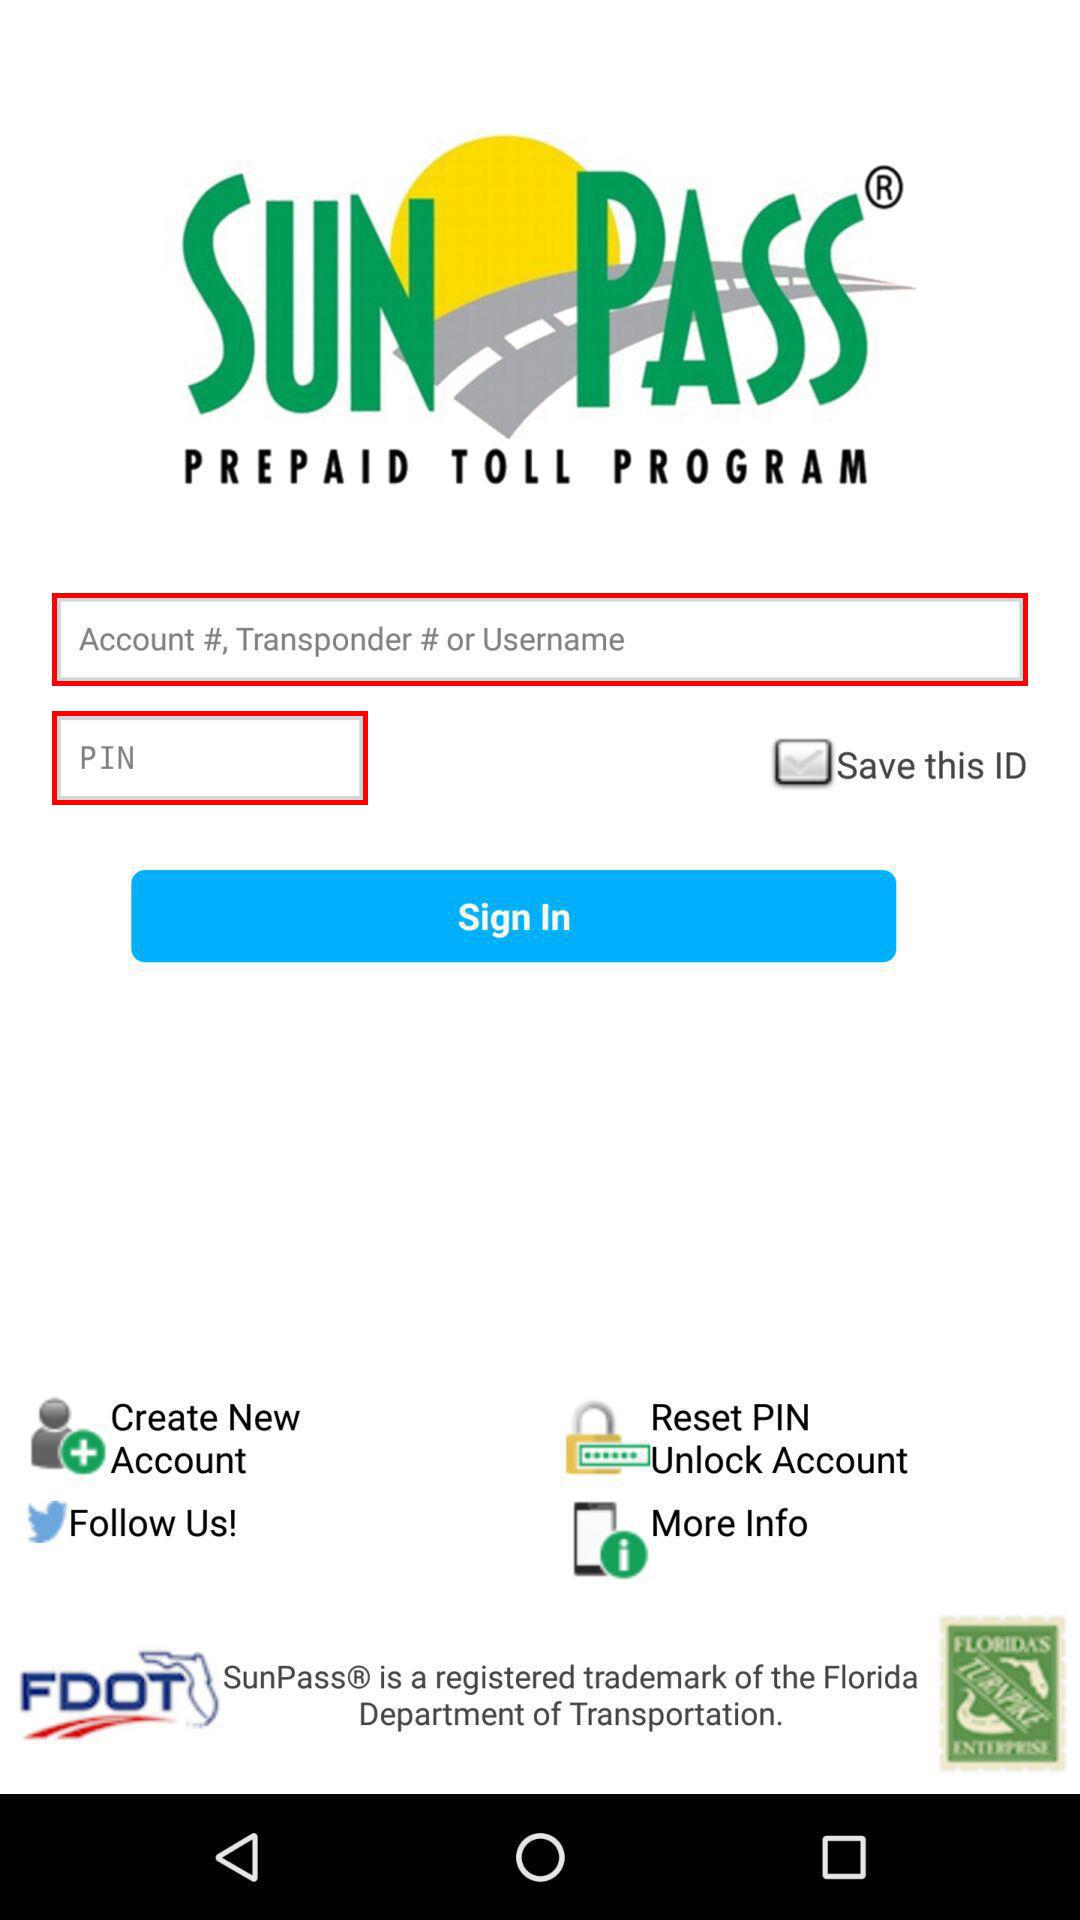 SUNPASS®
PREPAID TOLL PROGRAM
Account #, Transponder # or Username
PIN
Save this ID
Sign In
Create New
Account
Reset PIN
Unlock Account
Follow Us!
More Info
FDOT
SunPass® is a registered trademark of the Florida
Department of Transportation.
FLORIDA'S
TURNPIKE
ENTERPRISE